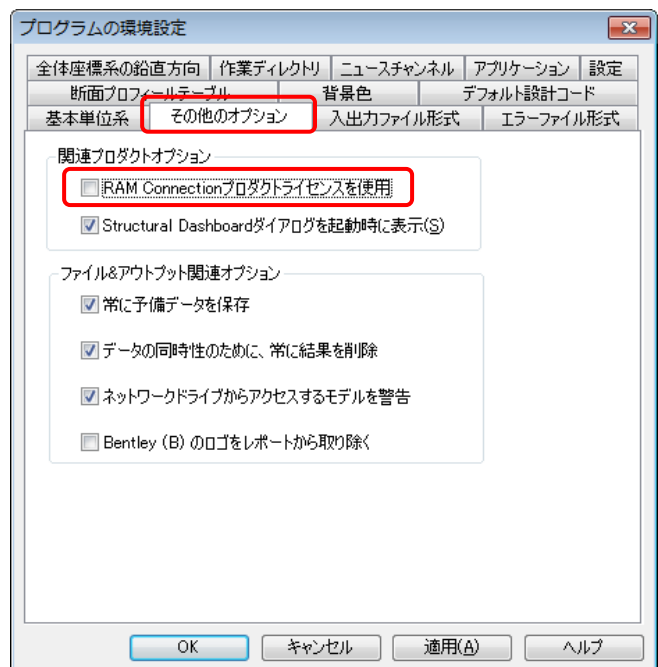 プログラムの環境設定
全体座標系の鉛直方向 作業ディレクトリ ニュースチャンネル アプリケーション 設定
断面プロフィールテーブル 背景色 デフォルト設計コード
基本単位系 その他のオプション 入出力ファイル形式 エラーファイル形式
関連プロダクトオプション
RAM Connectionプロダクトライセンスを使用
Structural Dashboardダイアログを起動時に表示(S)
ファイル&アウトプット関連オプション
常に予備データを保存
データの同時性のために、常に結果を削除
ネットワークドライブからアクセスするモデルを警告
Bentley (B) のロゴをレポートから取り除く
OK キャンセル 適用(A) ヘルプ